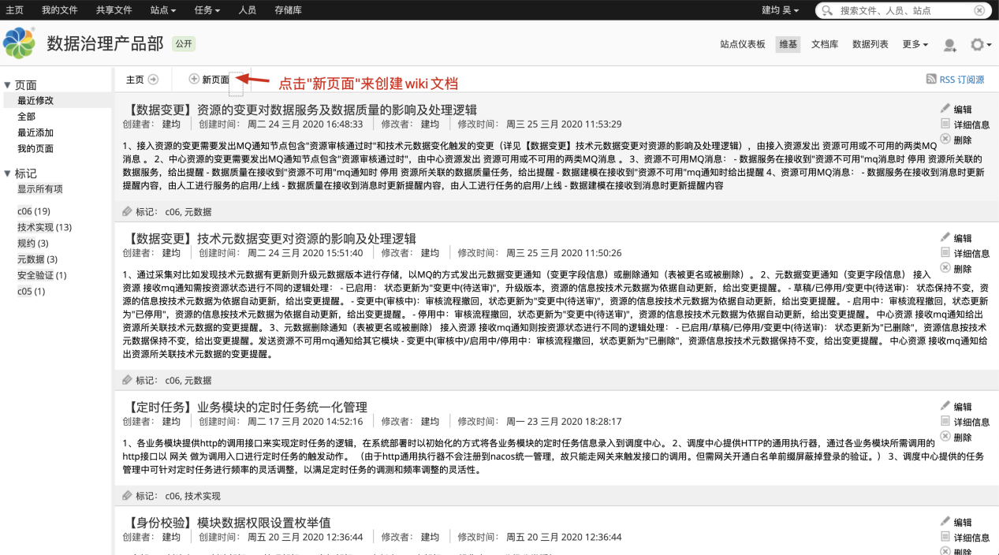 主页 我的文件 共享文件 站点 任务 人员 存储库 建均 吴 搜索文件、人员、站点
数据治理产品部 公开 站点仪表板 维基 文档库 数据列表 更多
页面
最近修改
全部
最近添加
我的页面
标记
显示所有项
c06 (19)
技术实现 (13)
规约 (3)
元数据 (3)
安全验证 (1)
c05 (1)
主页 新页面 点击"新页面"来创建wiki文档 RSS 订阅源
【数据变更】资源的变更对数据服务及数据质量的影响及处理逻辑
创建者： 建均 创建时间： 周二 24 三月 2020 16:48:33 修改者： 建均 修改时间： 周三 25 三月 2020 11:53:29
编辑
详细信息
删除
1、接入资源的变更需要发出MQ通知节点包含"资源审核通过时"和技术元数据变化触发的变更（详见【数据变更】技术元数据变更对资源的影响及处理逻辑），由接入资源发出 资源可用或不可用的两类MQ
消息 。 2、中心资源的变更需要发出MQ通知节点包含"资源审核通过时"，由中心资源发出 资源可用或不可用的两类MQ消息 。 3、资源不可用MQ消息： - 数据服务在接收到"资源不可用"mq消息时 停用 资源所关联的
数据服务，给出提醒 - 数据质量在接收到"资源不可用"mq通知时 停用 资源所关联的数据质量任务，给出提醒 - 数据建模在接收到"资源不可用"mq通知时给出提醒 4、资源可用MQ消息： - 数据服务在接收到消息时更新
提醒内容，由人工进行服务的启用/上线 - 数据质量在接收到消息时更新提醒内容，由人工进行任务的启用/上线 - 数据建模在接收到消息时更新提醒内容
标记： c06, 元数据
【数据变更】技术元数据变更对资源的影响及处理逻辑
创建者： 建均 创建时间： 周二 24 三月 2020 15:51:40 修改者： 建均 修改时间： 周三 25 三月 2020 11:50:26
编辑
详细信息
删除
1、通过采集对比如发现技术元数据有更新则升级元数据版本进行存储，以MQ的方式发出元数据变更通知（变更字段信息）或删除通知（表被更名或被删除）。 2、元数据变更通知（变更字段信息） 接入
资源 接收mq通知需按资源状态进行不同的逻辑处理： - 已启用： 状态更新为"变更中(待送审)"，升级版本，资源的信息按技术元数据为依据自动更新，给出变更提醒。 - 草稿/已停用/变更中(待送审)： 状态保持不变，资
源的信息按技术元数据为依据自动更新，给出变更提醒。 - 变更中(审核中)：审核流程撤回，状态更新为"变更中(待送审)"，资源的信息按技术元数据为依据自动更新，给出变更提醒。 - 启用中：审核流程撤回，状态更新
为"已停用"，资源的信息按技术元数据为依据自动更新，给出变更提醒。 - 停用中：审核流程撤回，状态更新为"变更中(待送审)"，资源的信息按技术元数据为依据自动更新，给出变更提醒。 中心资源 接收mq通知给出
资源所关联技术元数据的变更提醒。 3、元数据删除通知（表被更名或被删除） 接入资源 接收mq通知则按资源状态进行不同的逻辑处理： - 已启用/草稿/已停用/变更中(待送审)： 状态更新为"已删除"，资源信息按技术
元数据保持不变，给出变更提醒。发送资源不可用mq通知给其它模块 - 变更中(审核中)/启用中/停用中：审核流程撤回，状态更新为"已删除"，资源信息按技术元数据保持不变，给出变更提醒。 中心资源 接收mq通知给
出资源所关联技术元数据的变更提醒。
标记： c06, 元数据
【定时任务】业务模块的定时任务统一化管理
创建者： 建均 创建时间： 周二 17 三月 2020 14:52:16 修改者： 建均 修改时间： 周一 23 三月 2020 18:28:17
编辑
详细信息
删除
1、各业务模块提供http的调用接口来实现定时任务的逻辑，在系统部署时以初始化的方式将各业务模块的定时任务信息录入到调度中心。 2、调度中心提供HTTP的通用执行器，通过各业务模块所需调用的
http接口以 网关 做为调用入口进行定时任务的触发动作。 （由于http通用执行器不会注册到nacos统一管理，故只能走网关来触发接口的调用。但需网关开通白名单前缀屏蔽掉登录的验证。） 3、调度中心提供的任务
管理中可针对定时任务进行频率的灵活调整，以满足定时任务的调测和频率调整的灵活性。
标记： c06, 技术实现
【身份校验】模块数据权限设置枚举值
创建者： 建均 创建时间： 周五 20 三月 2020 12:36:44 修改者： 建均 修改时间： 周五 20 三月 2020 12:36:44
编辑
详细信息
删除